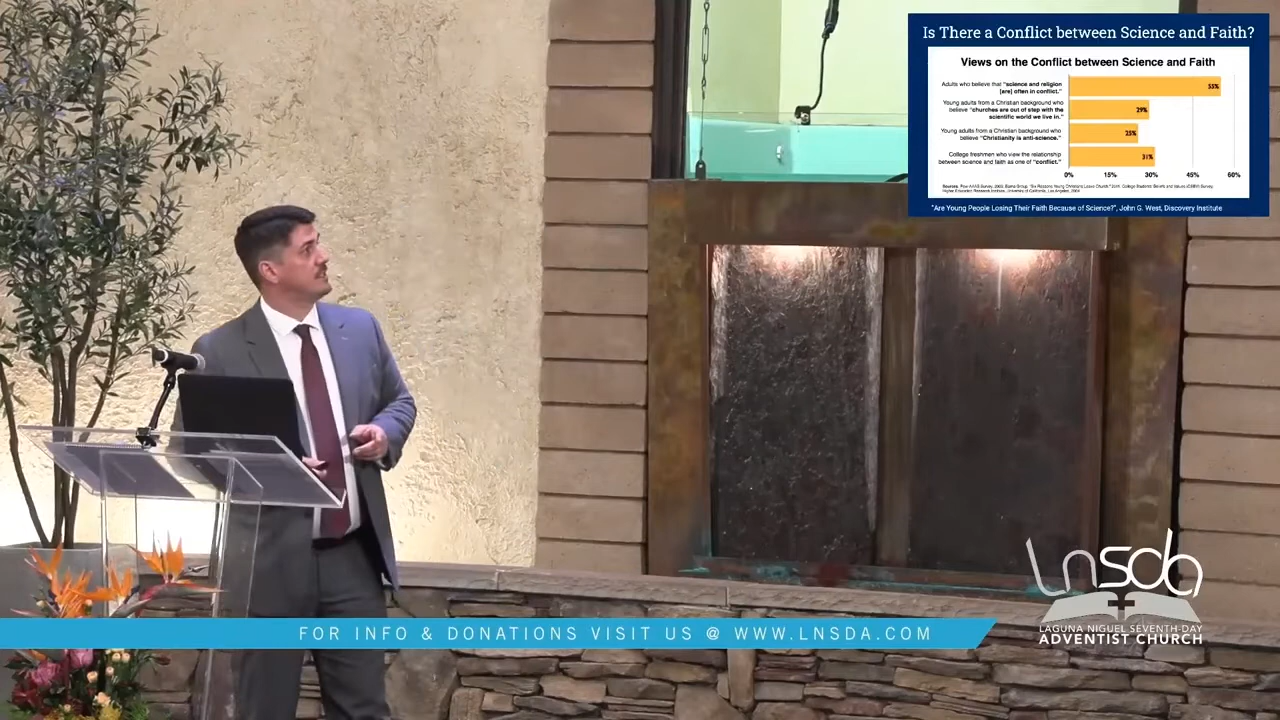 Is There a Conflict between Science and Faith?
Views on the Conflict between Science and Faith
Adults who believe that "science and religion
[are] often in conflict."
55%
Young adults from a Christian background who
believe "churches are out of step with the
scientific world we live in."
29%
Young adults from a Christian background who
believe "Christianity is anti-science."
25%
College freshmen who view the relationship
between science and faith as one of "conflict."
31%
0% 15% 30% 45% 60%
"Are Young People Losing Their Faith Because of Science?", John G. West, Discovery Institute
lnsda
LAGUNA NIGUEL SEVENTH-DAY
ADVENTIST CHURCH
FOR INFO & DONATIONS VISIT US @ WWW.LNSDA.COM